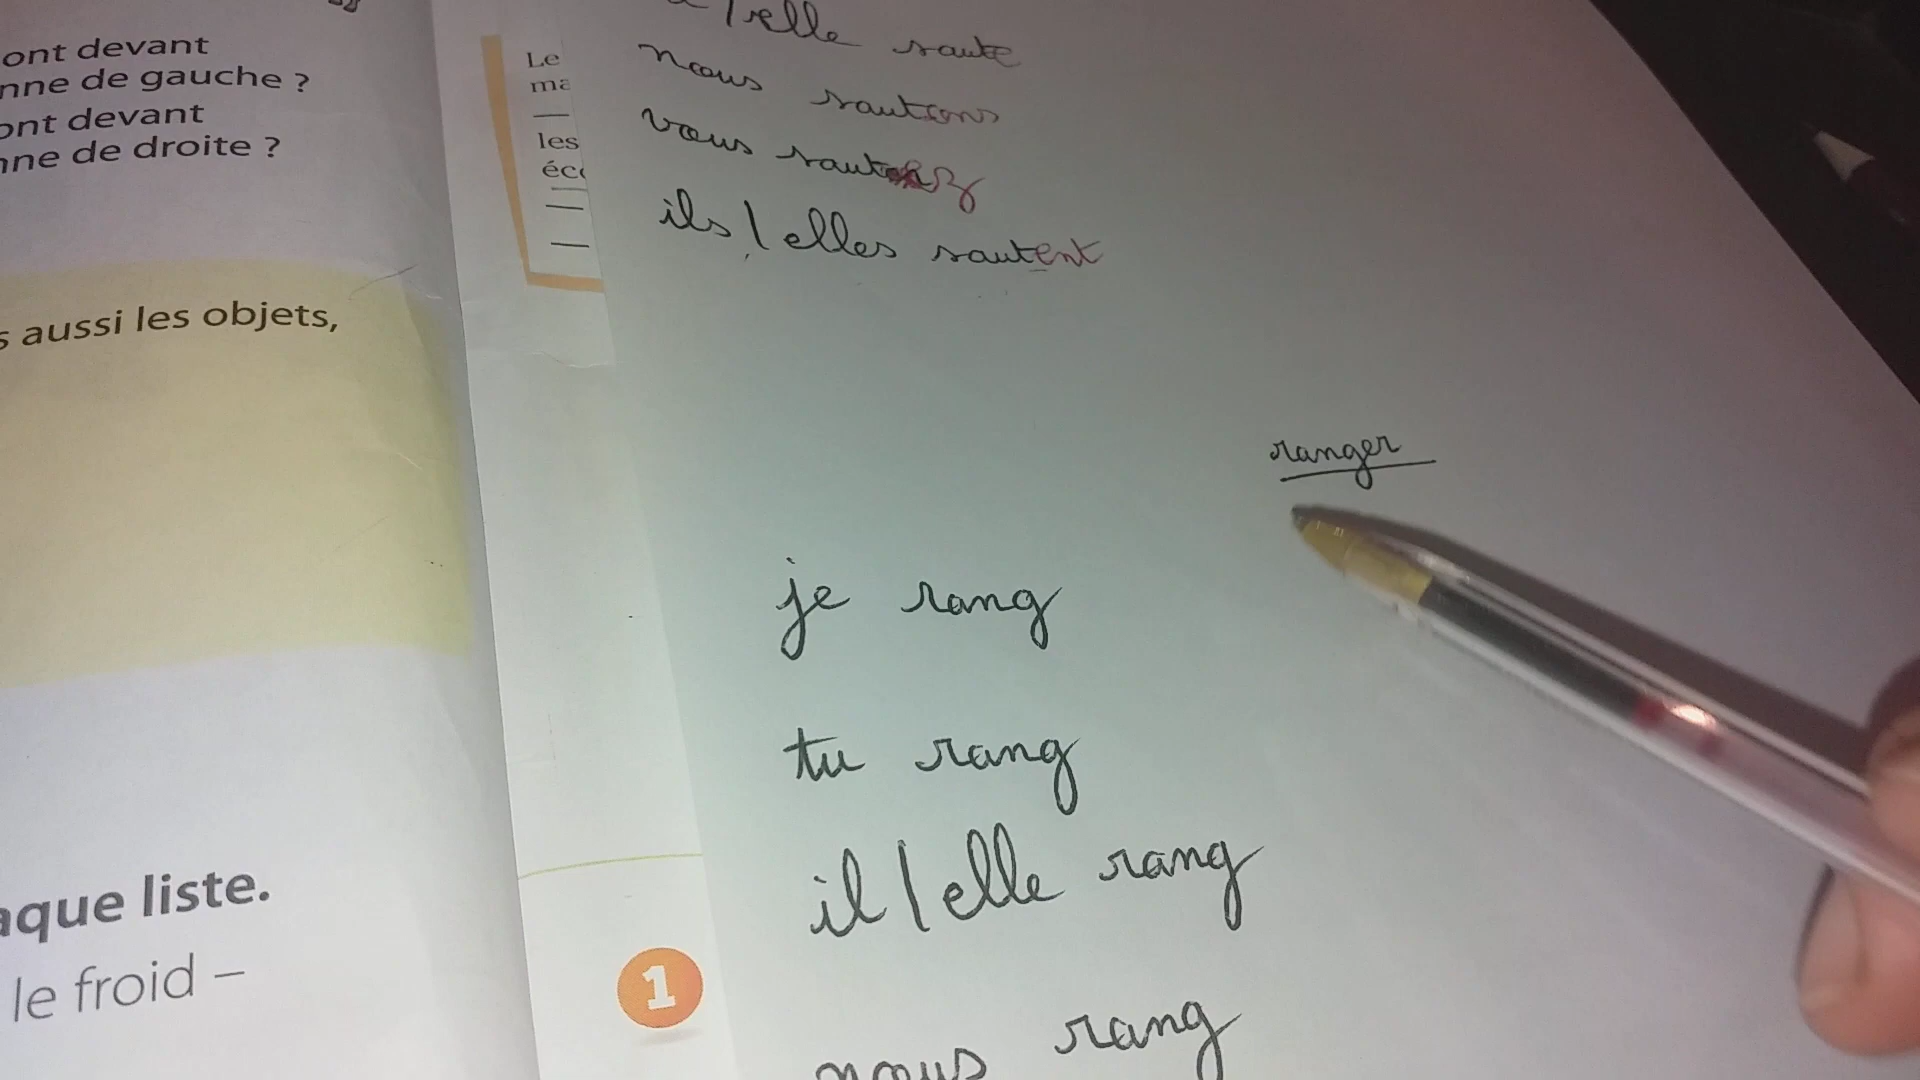 ont devant
nne de gauche ?
ont devant
nne de droite ?
s aussi les objets,
aque liste.
le froid –
Le
ma
les
éco
/elle saute
nous sautons
vous sautez
ils / elles sautent
ranger
je rang
tu rang
il / elle rang
1
nous rang